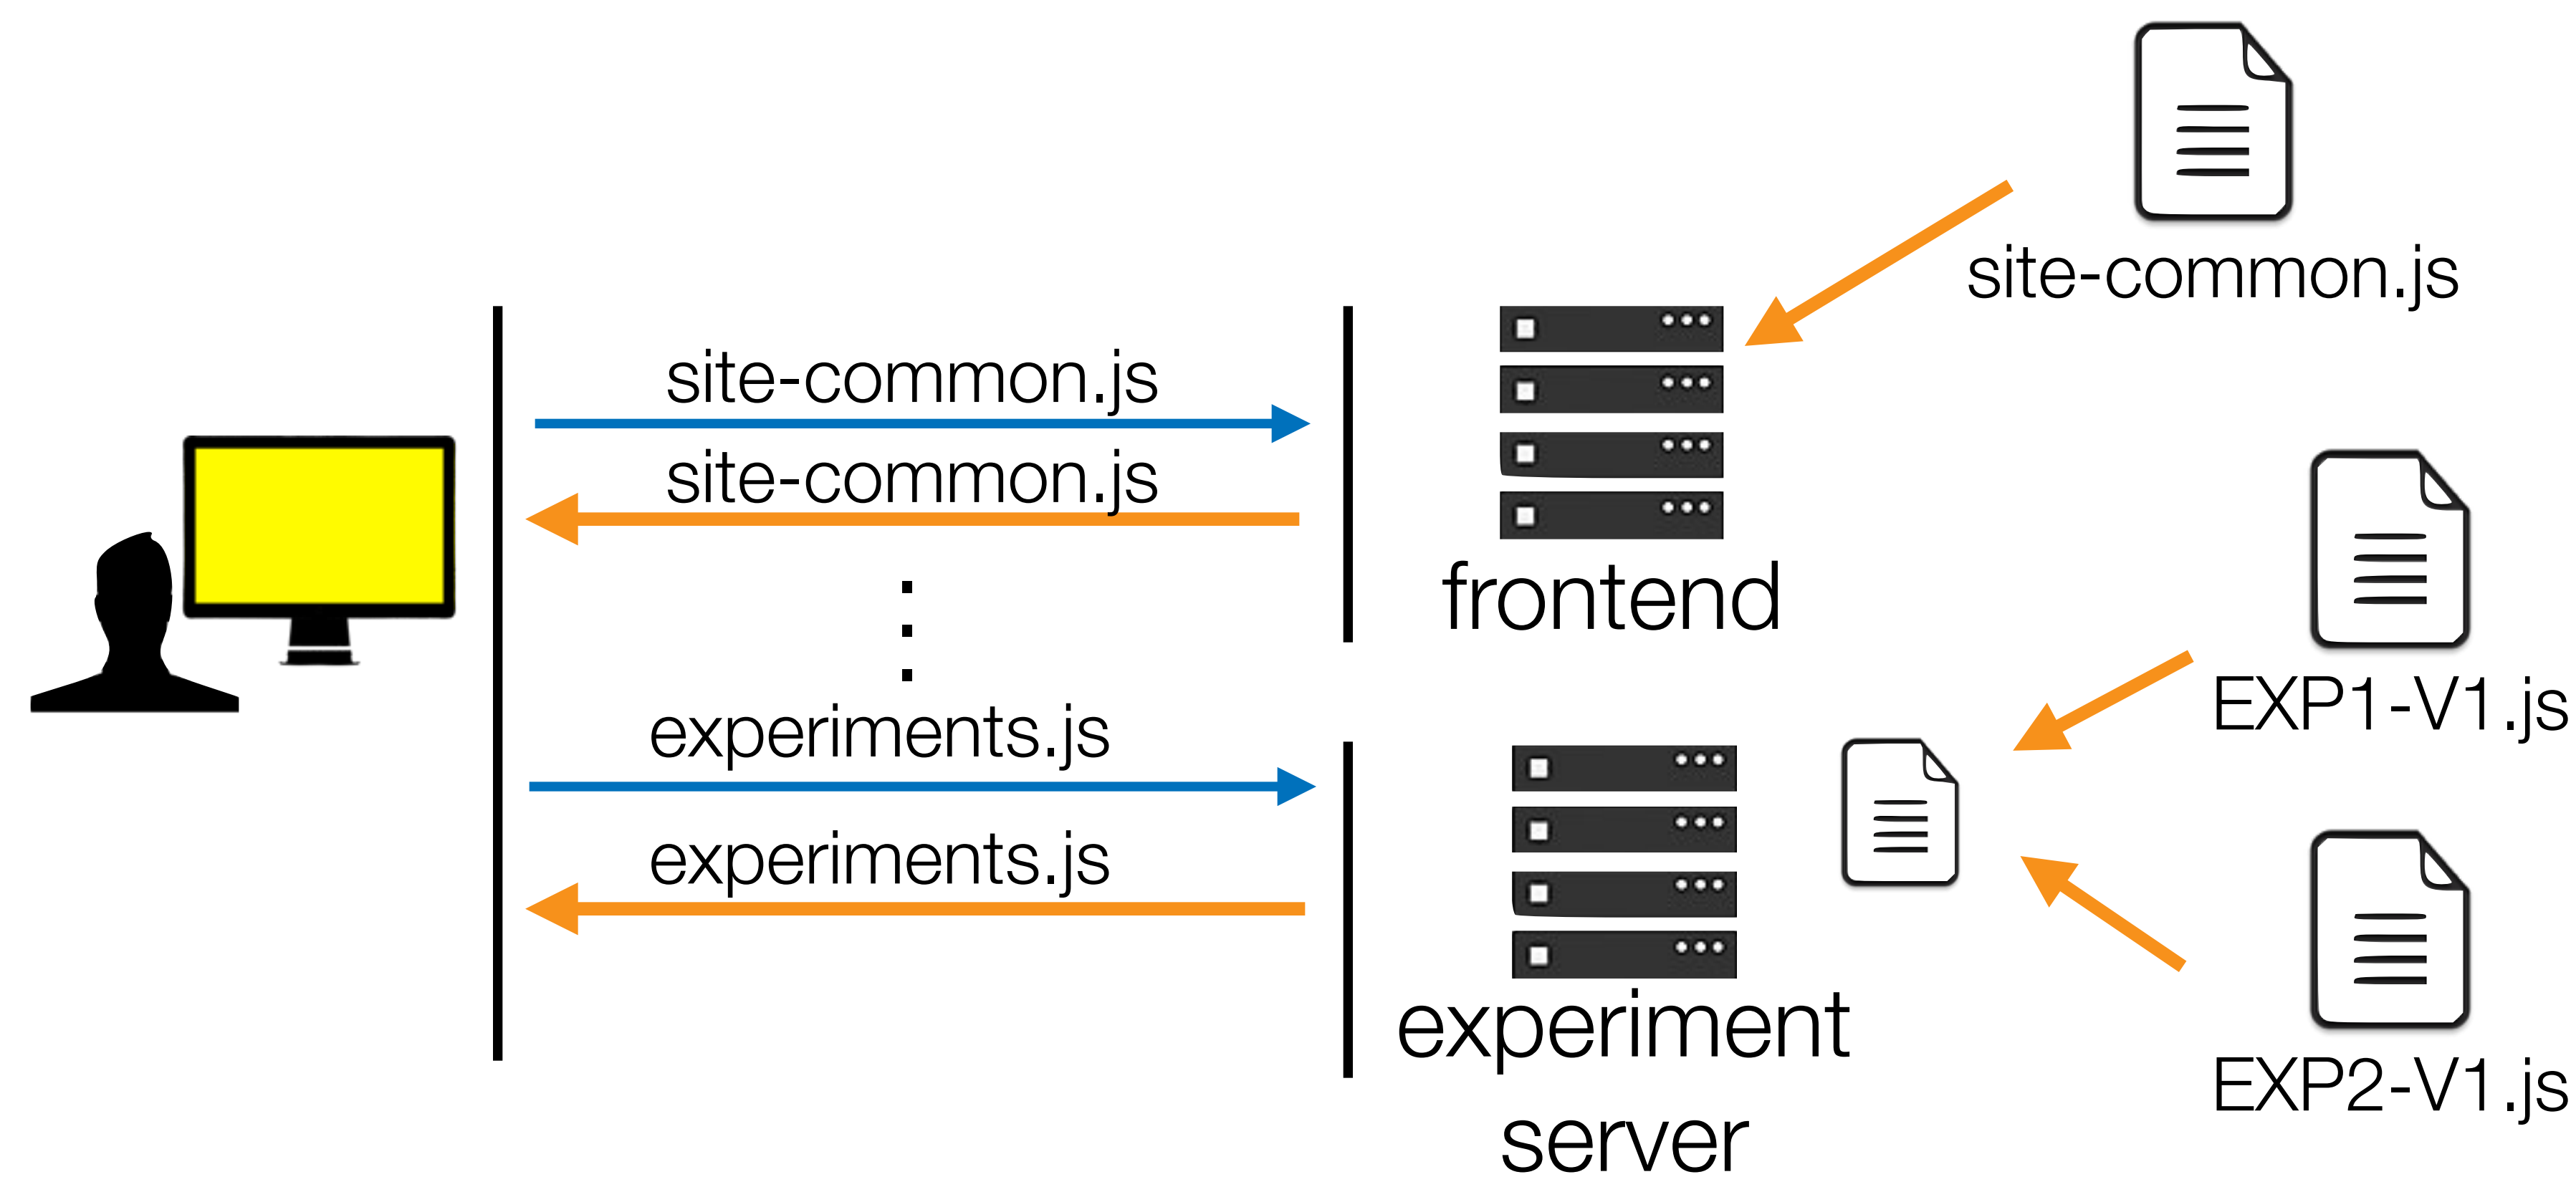 site-common.js
site-common.js
site-common.js
frontend
EXP1-V1.js
experiments.js
experiments.js
experiment
server
EXP2-V1.js